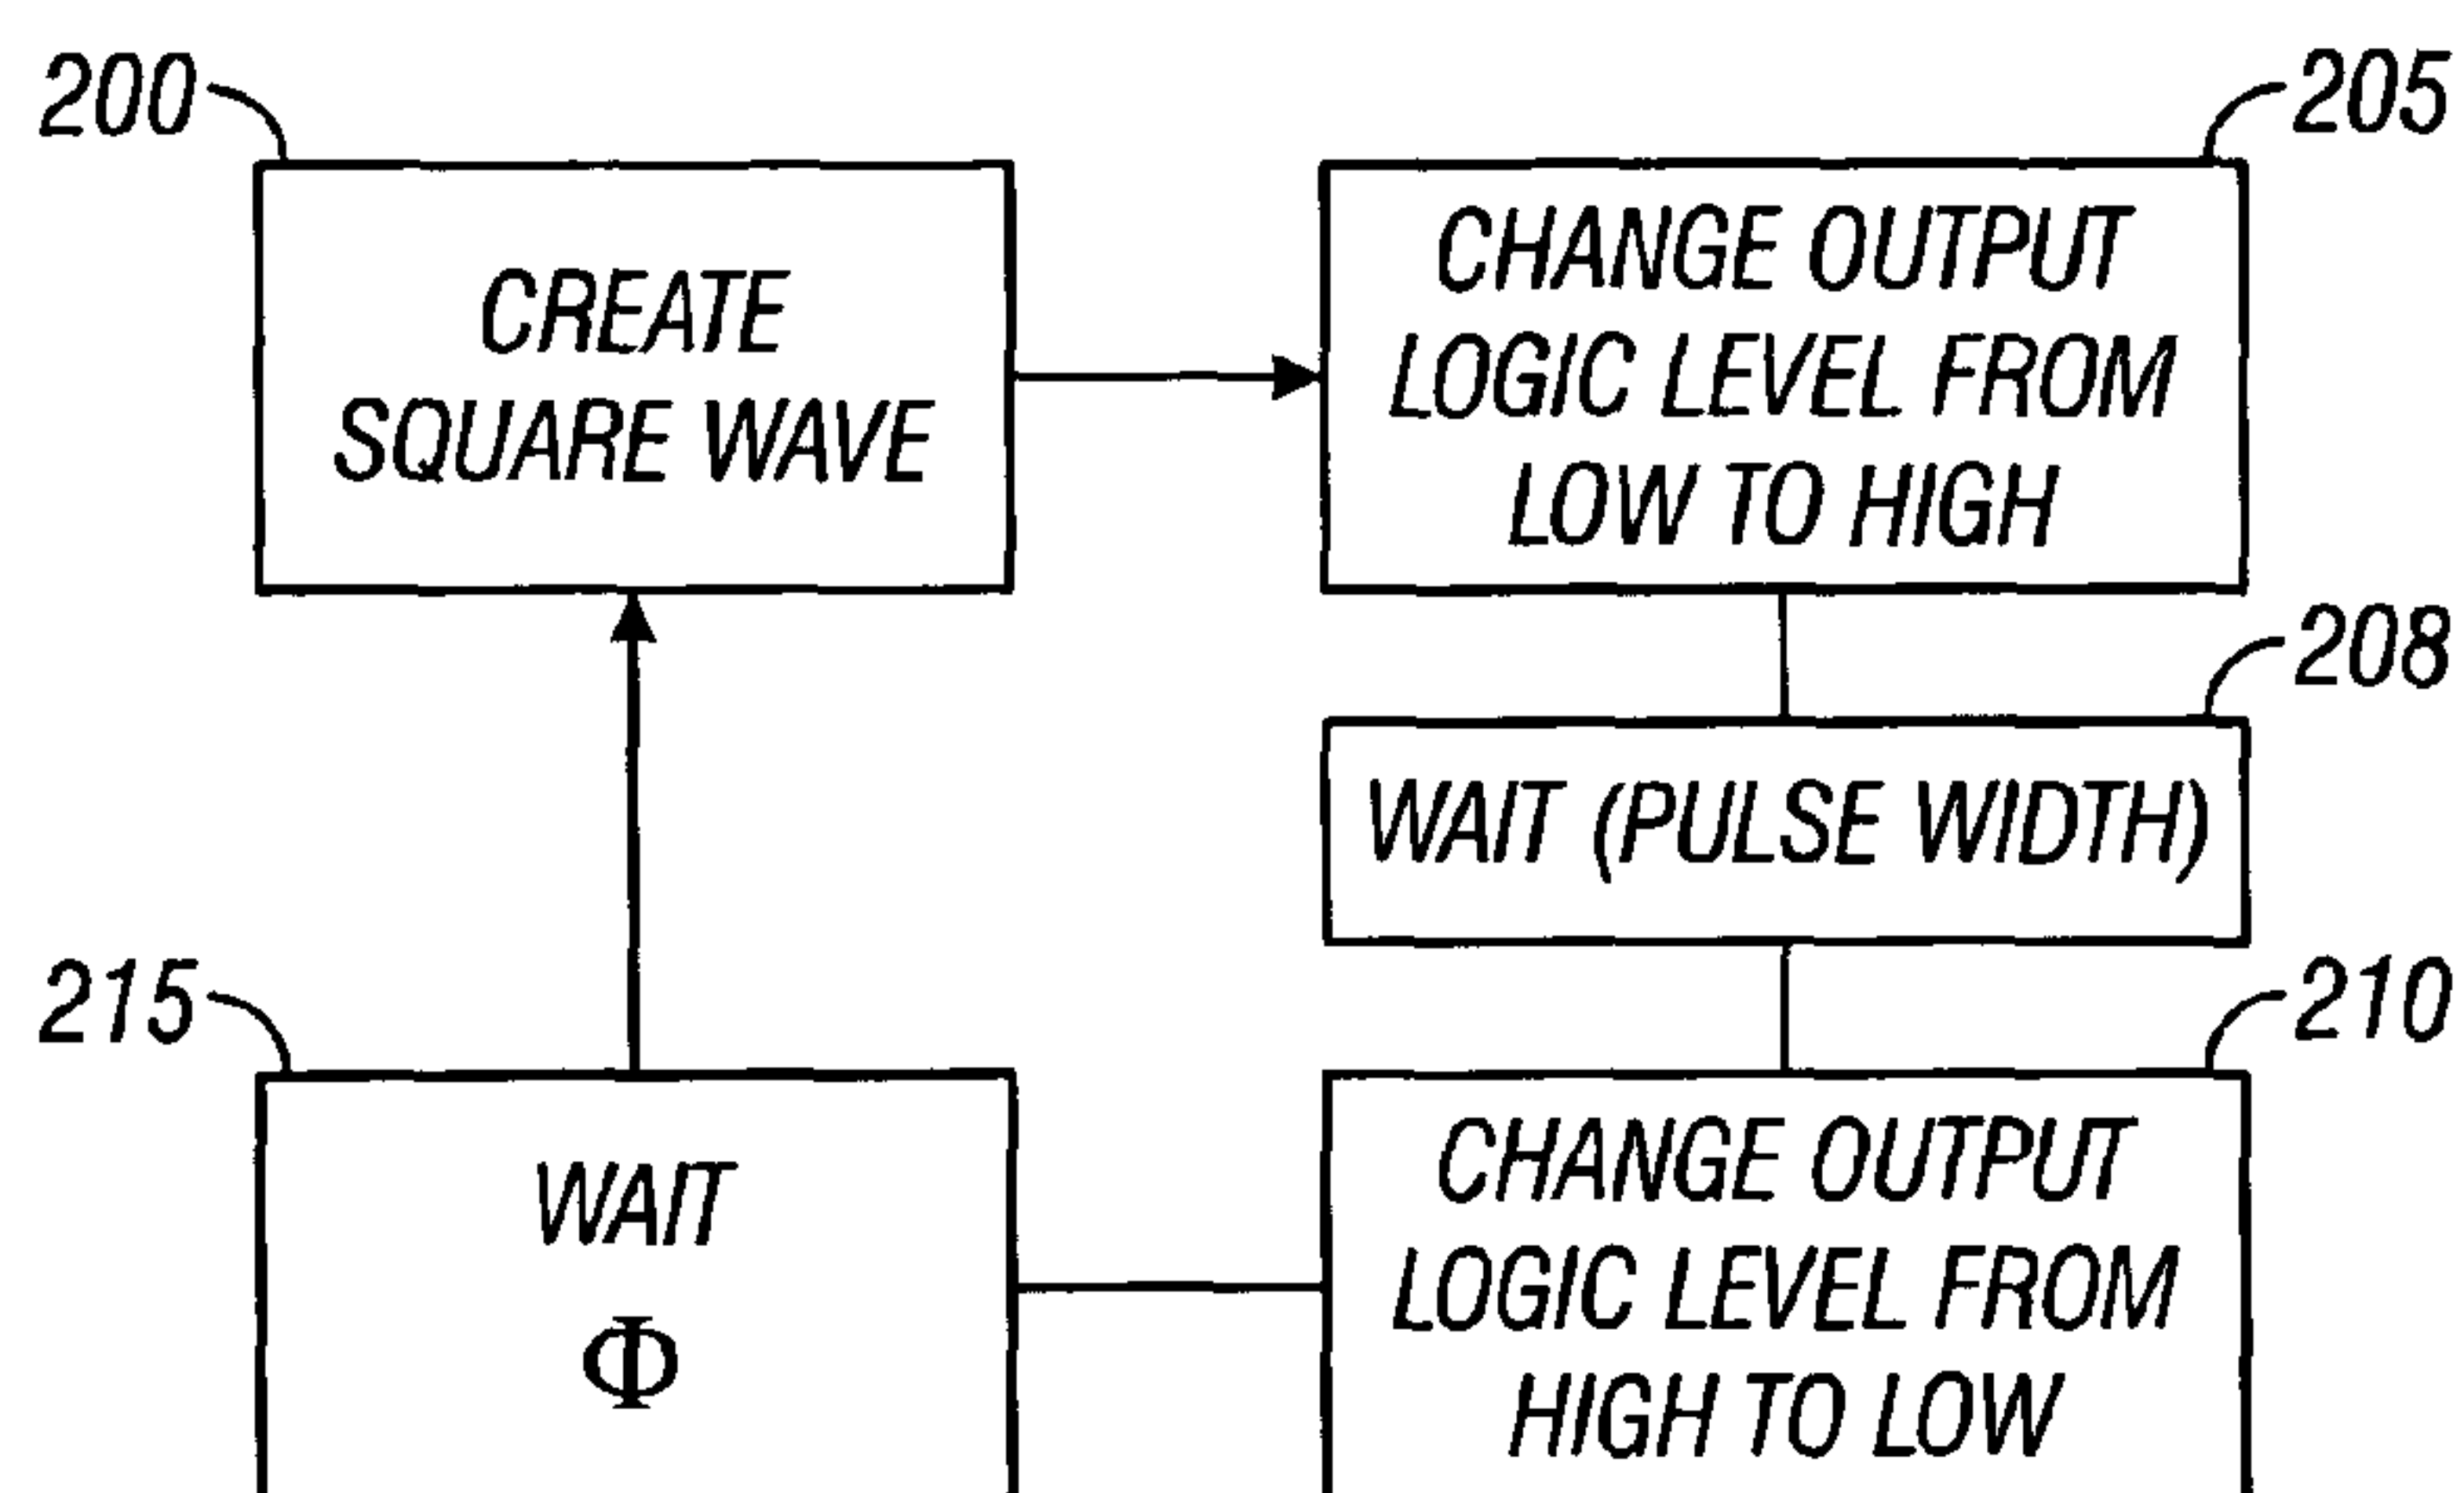 200
CREATE
SQUARE WAVE
205
CHANGE OUTPUT
LOGIC LEVEL FROM
LOW TO HIGH
208
WAIT (PULSE WIDTH)
215
WAIT
Φ
210
CHANGE OUTPUT
LOGIC LEVEL FROM
HIGH TO LOW